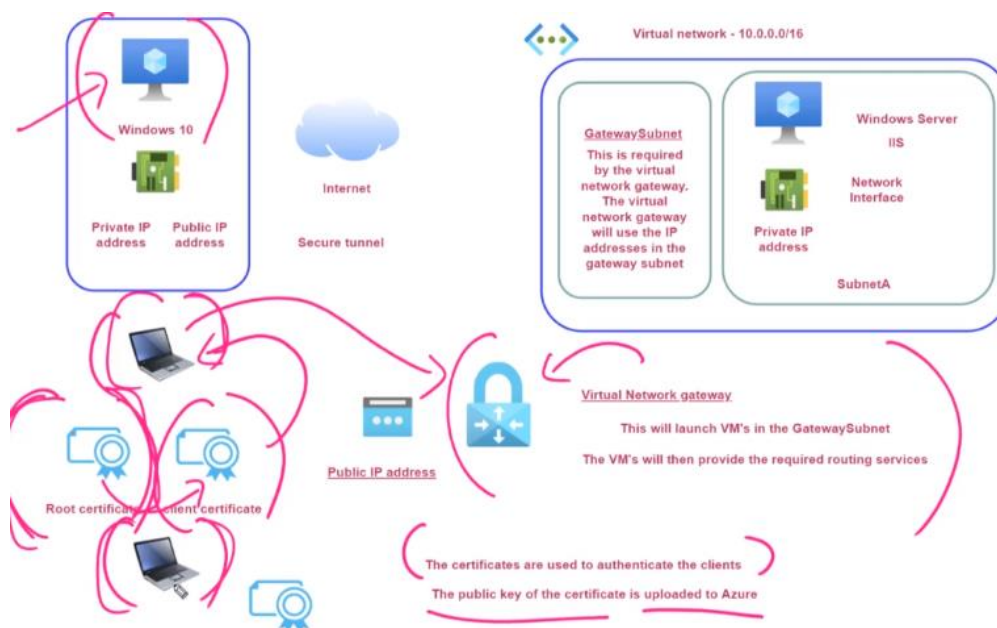 Windows 10
Private IP
address
Public IP
address
Internet
Secure tunnel
Virtual network - 10.0.0.0/16
GatewaySubnet
This is required
by the virtual
network gateway.
The virtual
network gateway
will use the IP
addresses in the
gateway subnet
Windows Server
IIS
Network
Interface
Private IP
address
SubnetA
Public IP address
Virtual Network gateway
This will launch VM's in the GatewaySubnet
The VM's will then provide the required routing services
Root certificate
client certificate
The certificates are used to authenticate the clients
The public key of the certificate is uploaded to Azure